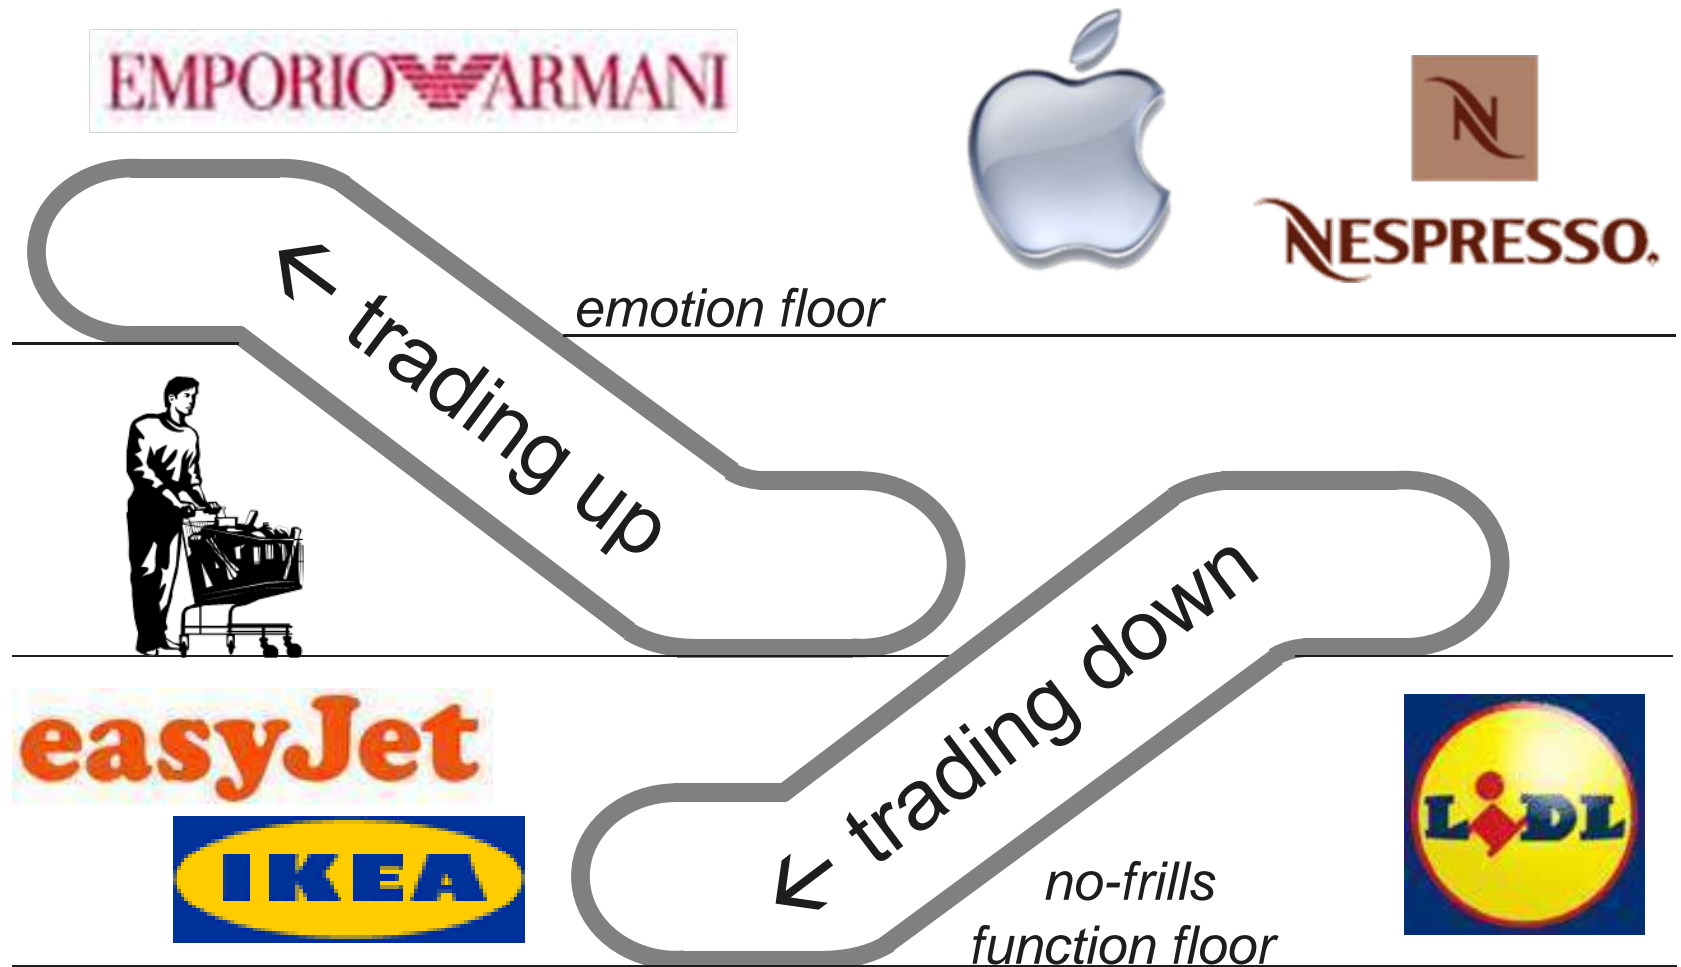 EMPORIO ARMANI
N
NESPRESSO.
emotion floor
← trading up
← trading down
easyJet
IKEA
LiDL
no-frills
function floor